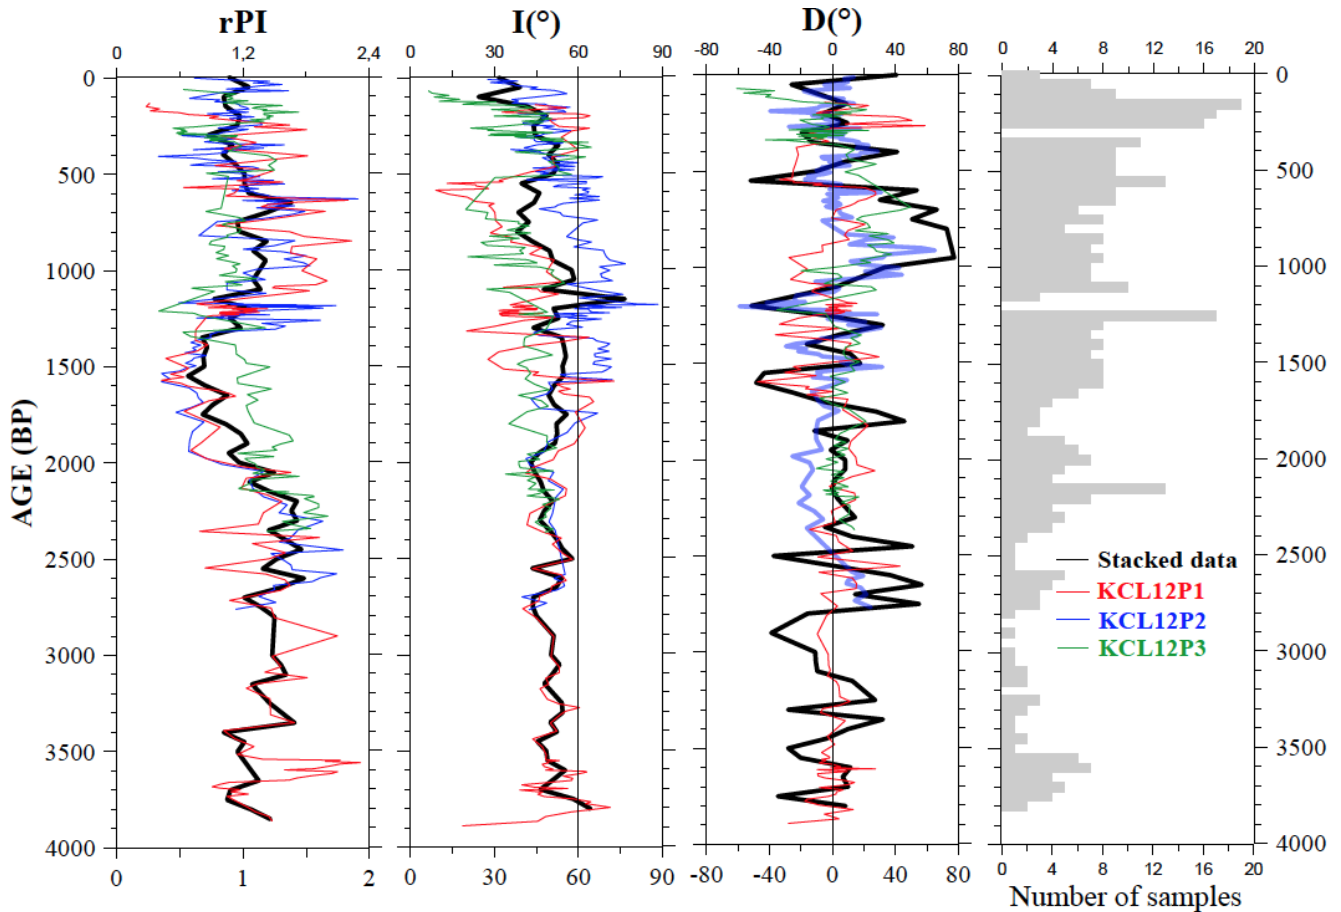 rPI I(°) D(°)
0 1,2 2,4 0 30 60 90 -80 -40 0 40 80 0 4 8 12 16 20
0 0
500 500
1000 1000
1500 1500
2000 2000
2500 2500
3000 3000
3500 3500
4000 4000
AGE (BP)
Stacked data
KCL12P1
KCL12P2
KCL12P3
0 1 2 0 30 60 90 -80 -40 0 40 80 0 4 8 12 16 20
Number of samples